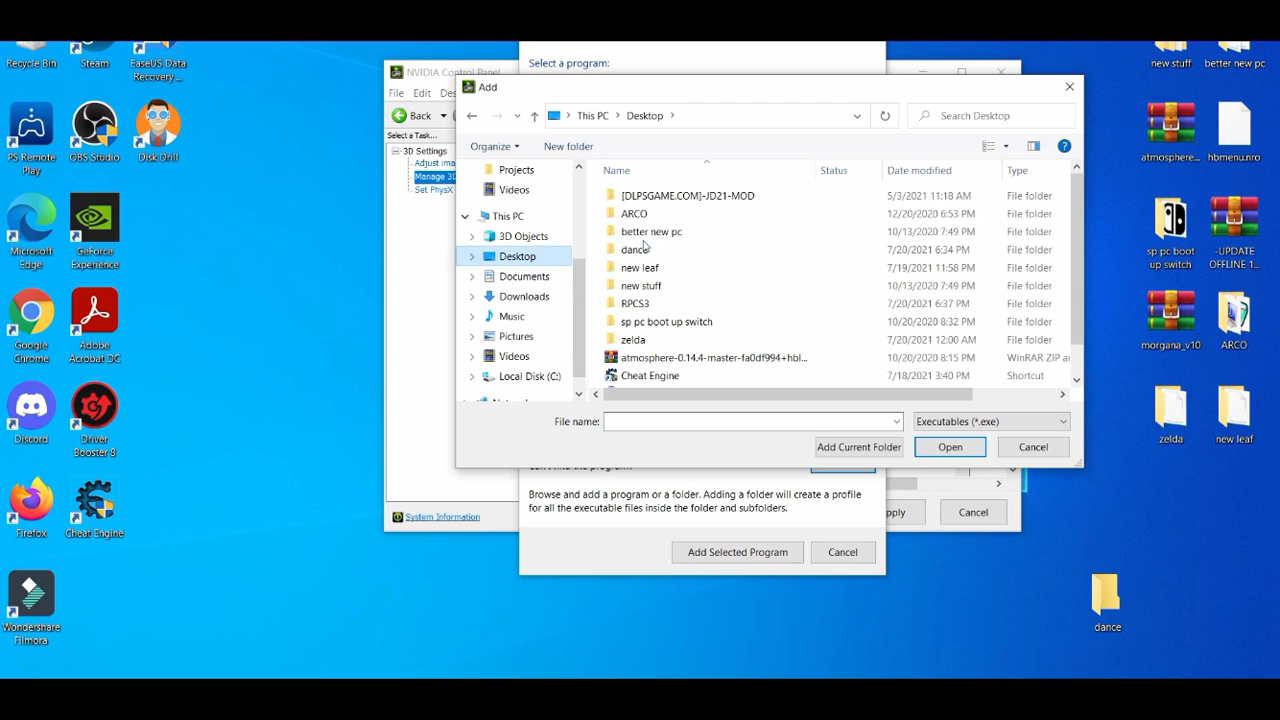 Recycle Bin
Steam
EaseUS Data
Recovery ...
PS Remote
Play
OBS Studio
Disk Drill
Microsoft
Edge
GeForce
Experience
Google
Chrome
Adobe
Acrobat DC
Discord
Driver
Booster 8
Firefox
Cheat Engine
Wondershare
Filmora
NVIDIA Control Panel
File Edit Des
Back
Select a Task...
3D Settings
Adjust ima
Manage 3D
Set PhysX
System Information
Select a program:
Add
This PC > Desktop >
Search Desktop
Organize
New folder
Projects
Videos
This PC
3D Objects
Desktop
Documents
Downloads
Music
Pictures
Videos
Local Disk (C:)
Name Status Date modified Type
[DLPSGAME.COM]-JD21-MOD 5/3/2021 11:18 AM File folder
ARCO 12/20/2020 6:53 PM File folder
better new pc 10/13/2020 7:49 PM File folder
dance 7/20/2021 6:34 PM File folder
new leaf 7/19/2021 11:58 PM File folder
new stuff 10/13/2020 7:49 PM File folder
RPCS3 7/20/2021 6:37 PM File folder
sp pc boot up switch 10/20/2020 8:32 PM File folder
zelda 7/20/2021 12:00 AM File folder
atmosphere-0.14.4-master-fa0df994+hbl... 10/20/2020 8:15 PM WinRAR ZIP a
Cheat Engine 7/18/2021 3:40 PM Shortcut
File name:
Executables (*.exe)
Add Current Folder
Open
Cancel
Can't find the program?
Browse and add a program or a folder. Adding a folder will create a profile
for all the executable files inside the folder and subfolders.
Add Selected Program
Cancel
pply
Cancel
new stuff
better new pc
atmosphere...
hbmenu.nro
sp pc boot
up switch
-UPDATE
OFFLINE 1...
morgana_v10
ARCO
zelda
new leaf
dance